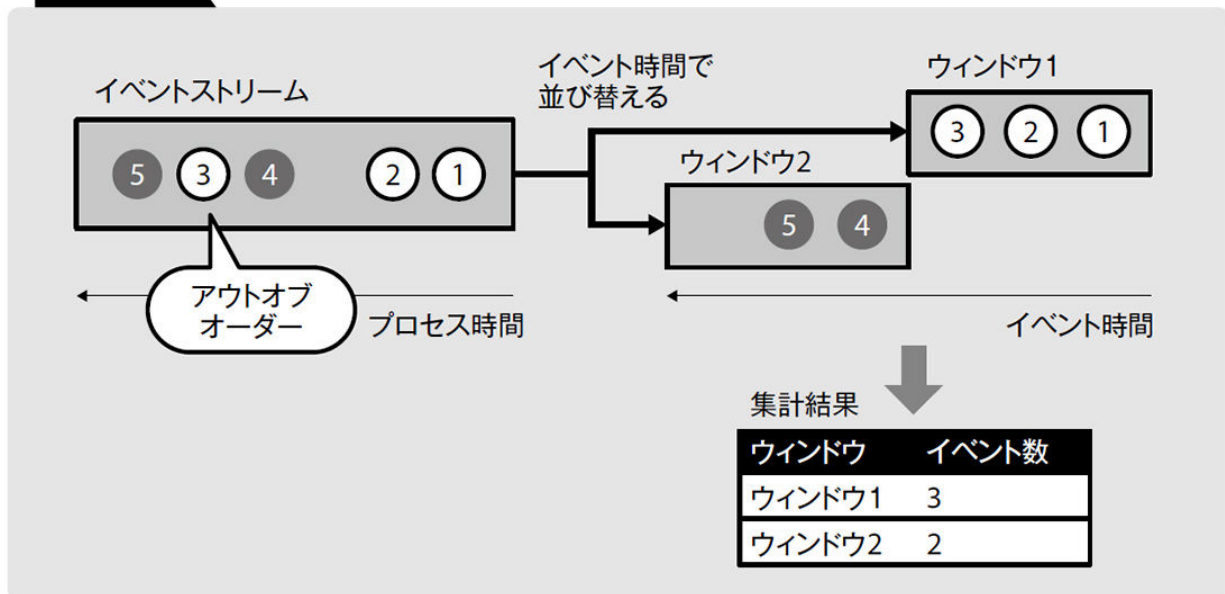 イベントストリーム
5 3 4 2 1
アウトオブ
オーダー
プロセス時間
イベント時間で
並び替える
ウィンドウ1
3 2 1
ウィンドウ2
5 4
イベント時間
集計結果
ウィンドウ イベント数
ウィンドウ1 3
ウィンドウ2 2